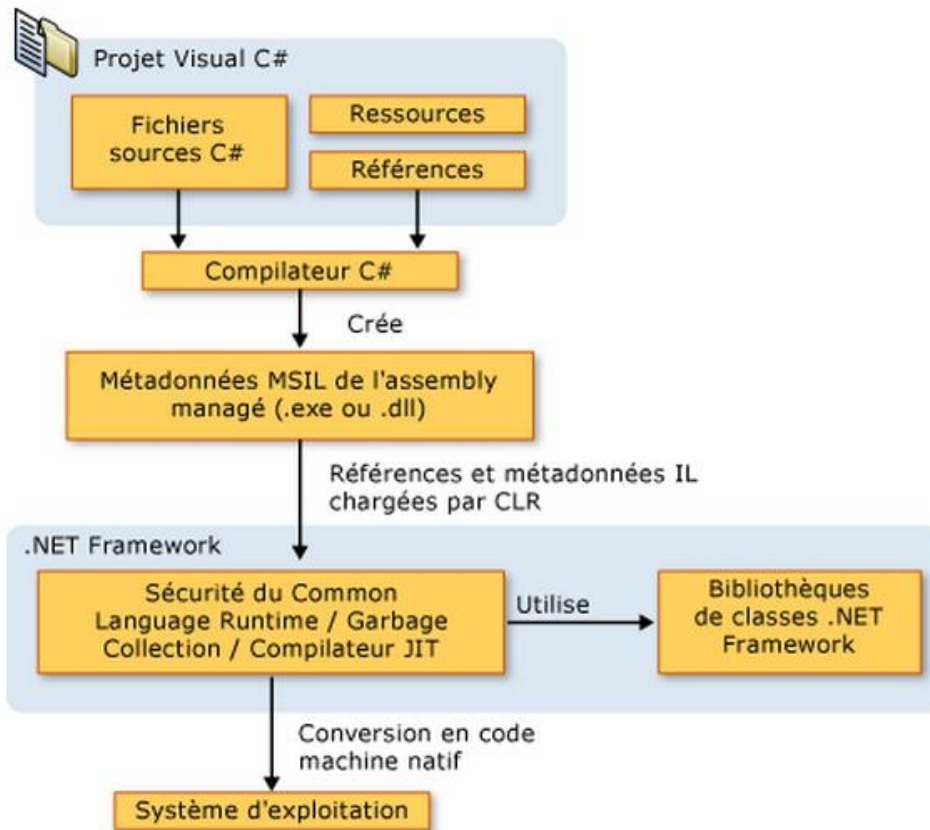 Projet Visual C#
Fichiers
sources C#
Ressources
Références
Compilateur C#
Crée
Métadonnées MSIL de l'assembly
managé (.exe ou .dll)
Références et métadonnées IL
chargées par CLR
.NET Framework
Sécurité du Common
Language Runtime / Garbage
Collection / Compilateur JIT
Utilise
Bibliothèques
de classes .NET
Framework
Conversion en code
machine natif
Système d'exploitation